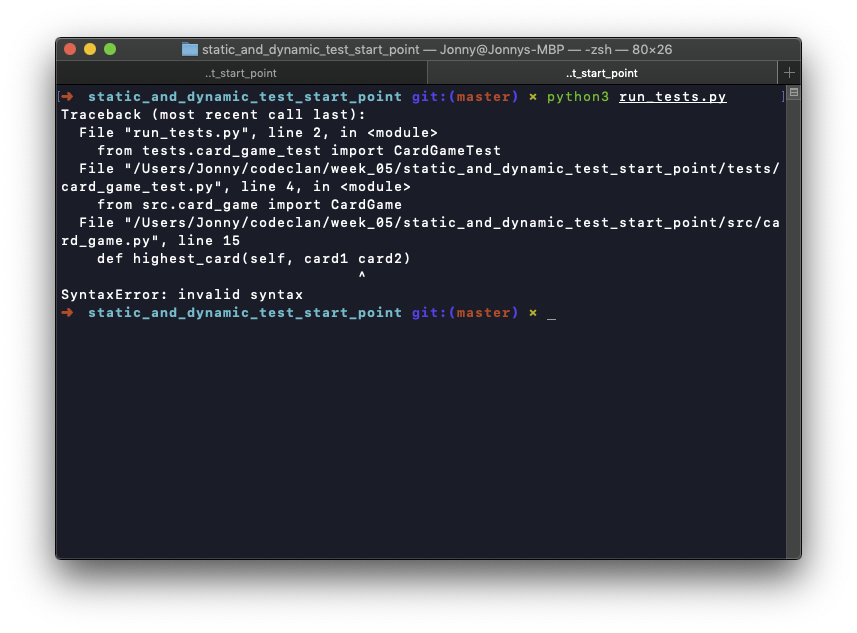 static_and_dynamic_test_start_point — Jonny@Jonnys-MBP — -zsh — 80×26
..t_start_point ..t_start_point +
[➜  static_and_dynamic_test_start_point git:(master) × python3 run_tests.py ]
Traceback (most recent call last):
  File "run_tests.py", line 2, in <module>
    from tests.card_game_test import CardGameTest
  File "/Users/Jonny/codeclan/week_05/static_and_dynamic_test_start_point/tests/
card_game_test.py", line 4, in <module>
    from src.card_game import CardGame
  File "/Users/Jonny/codeclan/week_05/static_and_dynamic_test_start_point/src/ca
rd_game.py", line 15
    def highest_card(self, card1 card2)
                                 ^
SyntaxError: invalid syntax
➜  static_and_dynamic_test_start_point git:(master) × _